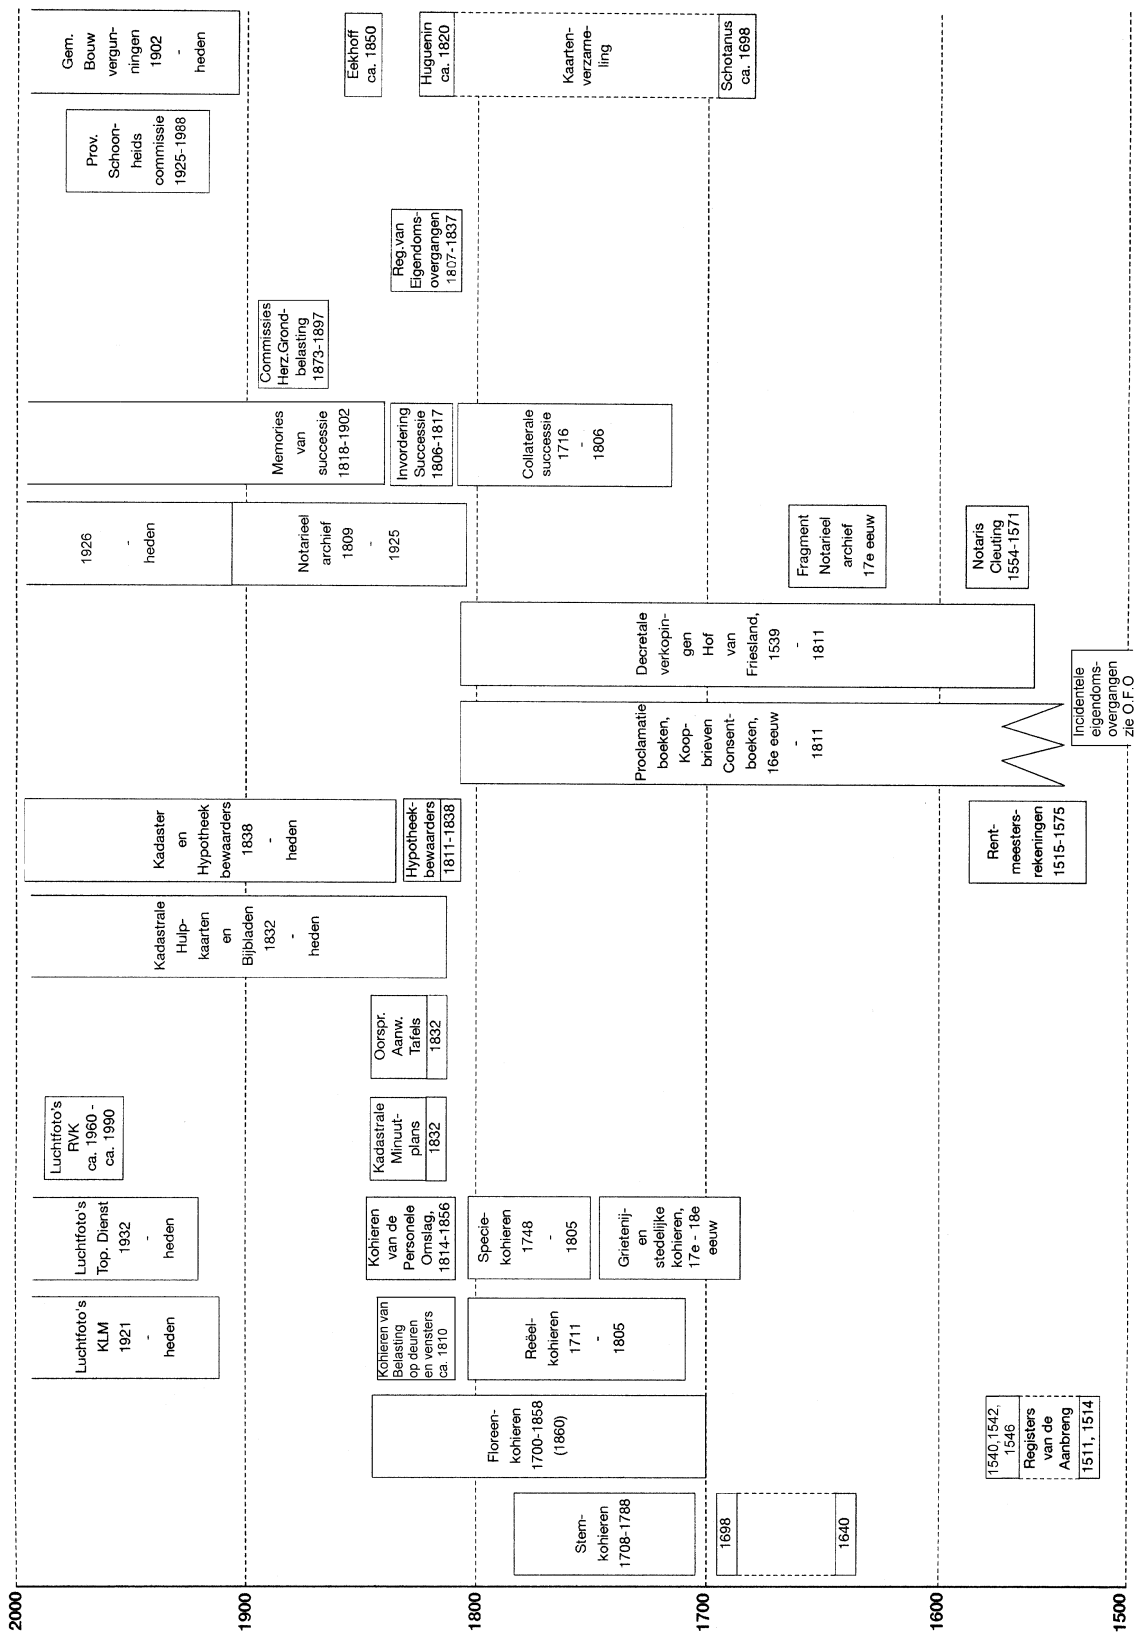 2000
1900
1800
1700
1600
1500
Stem-
kohieren
1708-1788
1698
1640
Floreen-
kohieren
1700-1858
(1860)
1540,1542,
1546
Registers
van de
Aanbreng
1511, 1514
Luchtfoto's
KLM
1921
-
heden
Kohieren van
Belasting
op deuren
en vensters
ca. 1810
Reëel-
kohieren
1711
-
1805
Luchtfoto's
Top. Dienst
1932
-
heden
Kohieren
van de
Personele
Omslag,
1814-1856
Specie-
kohieren
1748
-
1805
Grietenij-
en
stedelijke
kohieren,
17e - 18e
eeuw
Luchtfoto's
RVK
ca. 1960 -
ca. 1990
Kadastrale
Minuut-
plans
1832
Oorspr.
Aanw.
Tafels
1832
Kadastrale
Hulp-
kaarten
en
Bijbladen
1832
-
heden
Kadaster
en
Hypotheek
bewaarders
1838
-
heden
Hypotheek-
bewaarders
1811-1838
Rent-
meesters-
rekeningen
1515-1575
Proclamatie
boeken,
Koop-
brieven
Consent-
boeken,
16e eeuw
-
1811
Incidentele
eigendoms-
overgangen
zie O.F.O
Decretale
verkopin-
gen
Hof
van
Friesland,
1539
-
1811
1926
-
heden
Notarieel
archief
1809
-
1925
Fragment
Notarieel
archief
17e eeuw
Notaris
Cleuting
1554-1571
Memories
van
successie
1818-1902
Invordering
Successie
1806-1817
Collaterale
successie
1716
-
1806
Commissies
Herz.Grond-
belasting
1873-1897
Reg.van
Eigendoms-
overgangen
1807-1837
Prov.
Schoon-
heids
commissie
1925-1988
Gem.
Bouw
vergun-
ningen
1902
-
heden
Eekhoff
ca. 1850
Huguenin
ca. 1820
Kaarten-
verzame-
ling
Schotanus
ca. 1698